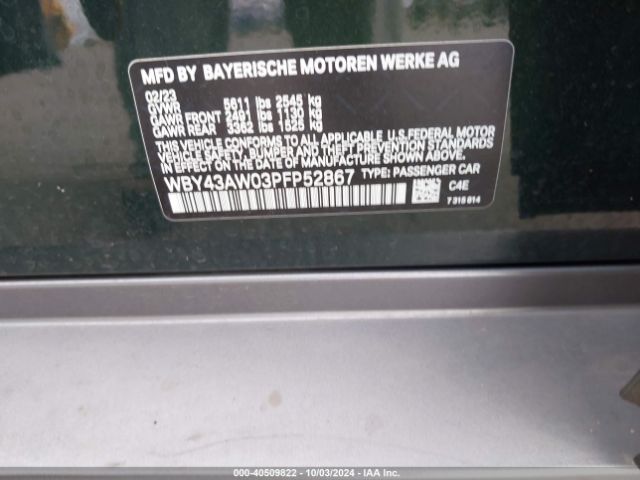 MFD BY BAYERISCHE MOTOREN WERKE AG
02/23
GVWR 5611 lbs 2545 kg
GAWR FRONT 2491 lbs 1130 kg
GAWR REAR 3362 lbs 1525 kg
THIS VEHICLE CONFORMS TO ALL APPLICABLE U.S.FEDERAL MOTOR
VEHICLE SAFETY, BUMPER, AND THEFT PREVENTION STANDARDS
IN EFFECT ON THE DATE OF MANUFACTURE SHOWN ABOVE.
WBY43AW03PFP52867 TYPE: PASSENGER CAR
C4E
7 318 614
000-40509822 - 10/03/2024 - IAA Inc.